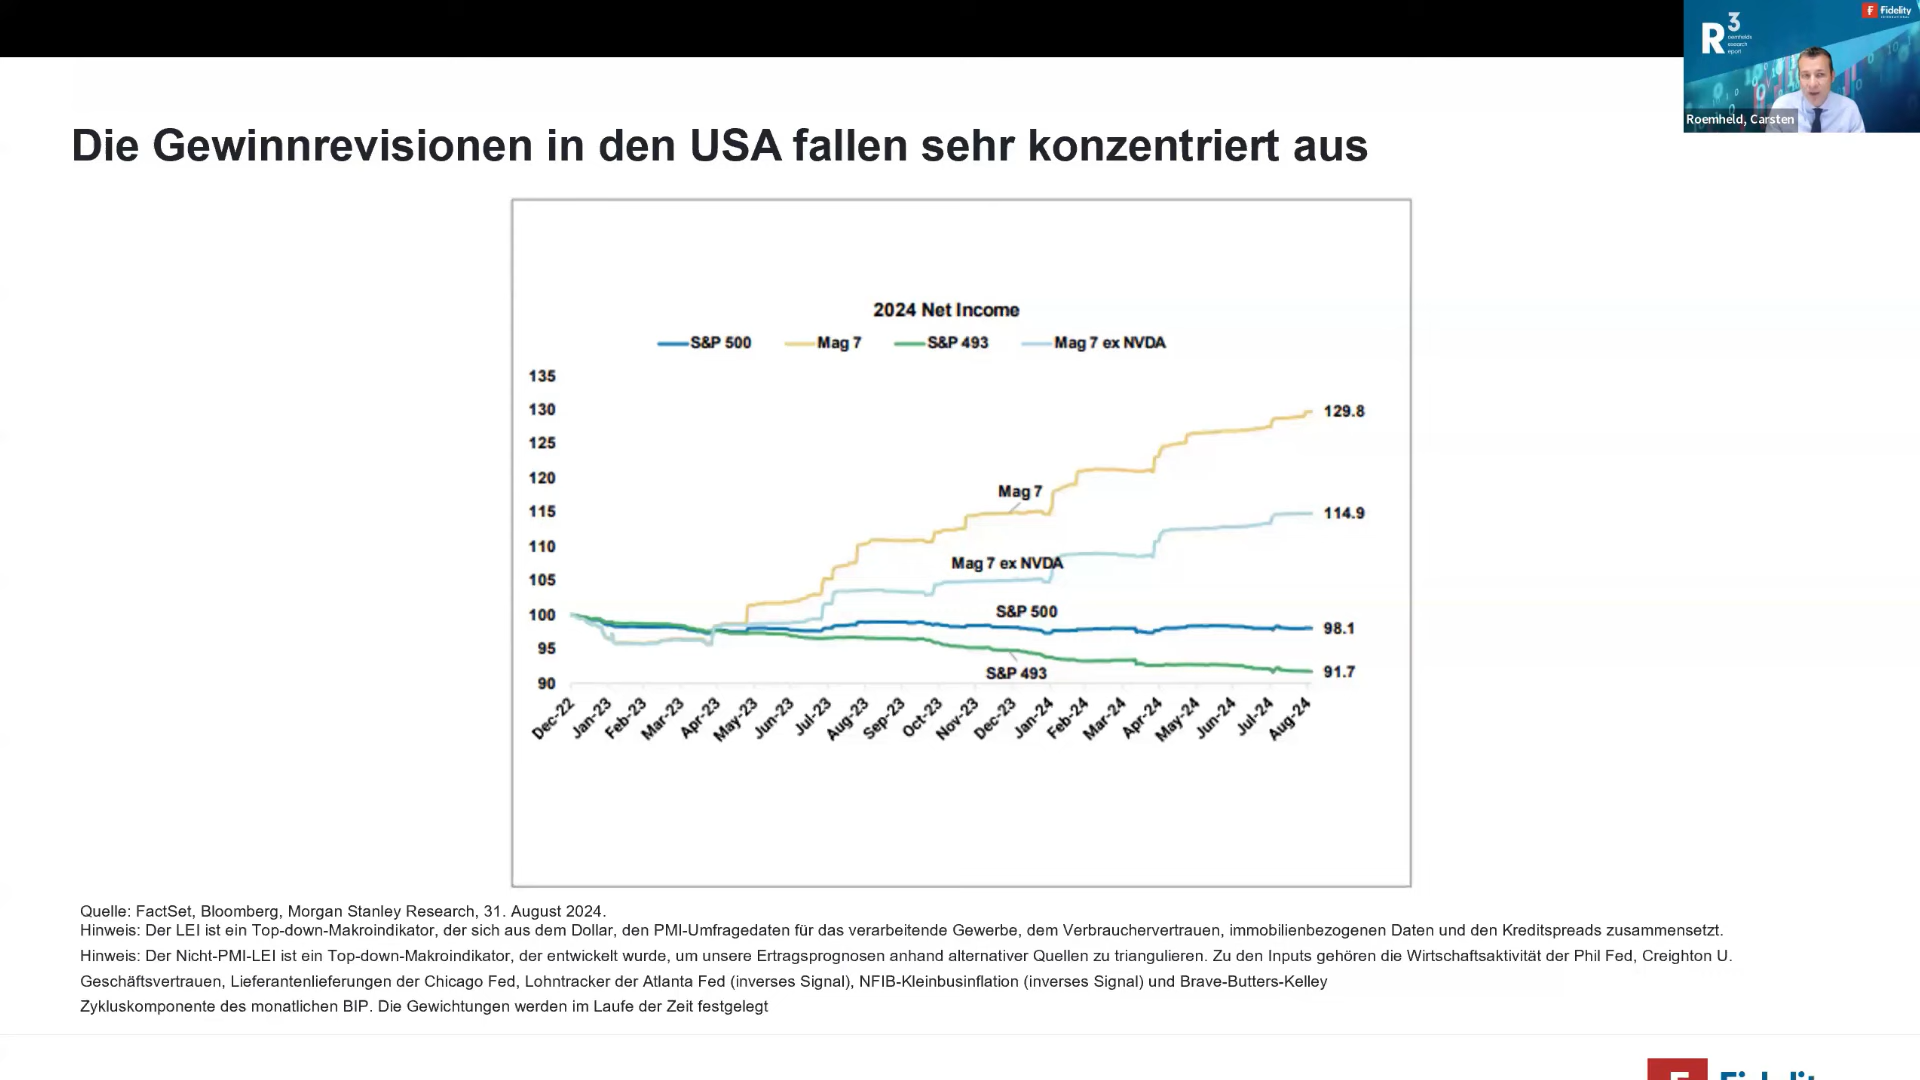 Fidelity
INTERNATIONAL
R3
Roemheld, Carsten
Die Gewinnrevisionen in den USA fallen sehr konzentriert aus
2024 Net Income
S&P 500
Mag 7
S&P 493
Mag 7 ex NVDA
135
130
125
120
115
110
105
100
95
90
129.8
114.9
98.1
91.7
Mag 7
Mag 7 ex NVDA
S&P 500
S&P 493
Dec-22
Jan-23
Feb-23
Mar-23
Apr-23
May-23
Jun-23
Jul-23
Aug-23
Sep-23
Oct-23
Nov-23
Dec-23
Jan-24
Feb-24
Mar-24
Apr-24
May-24
Jun-24
Jul-24
Aug-24
Quelle: FactSet, Bloomberg, Morgan Stanley Research, 31. August 2024.
Hinweis: Der LEI ist ein Top-down-Makroindikator, der sich aus dem Dollar, den PMI-Umfragedaten für das verarbeitende Gewerbe, dem Verbrauchervertrauen, immobilienbezogenen Daten und den Kreditspreads zusammensetzt.
Hinweis: Der Nicht-PMI-LEI ist ein Top-down-Makroindikator, der entwickelt wurde, um unsere Ertragsprognosen anhand alternativer Quellen zu triangulieren. Zu den Inputs gehören die Wirtschaftsaktivität der Phil Fed, Creighton U.
Geschäftsvertrauen, Lieferantenlieferungen der Chicago Fed, Lohntracker der Atlanta Fed (inverses Signal), NFIB-Kleinbusinflation (inverses Signal) und Brave-Butters-Kelley
Zykluskomponente des monatlichen BIP. Die Gewichtungen werden im Laufe der Zeit festgelegt